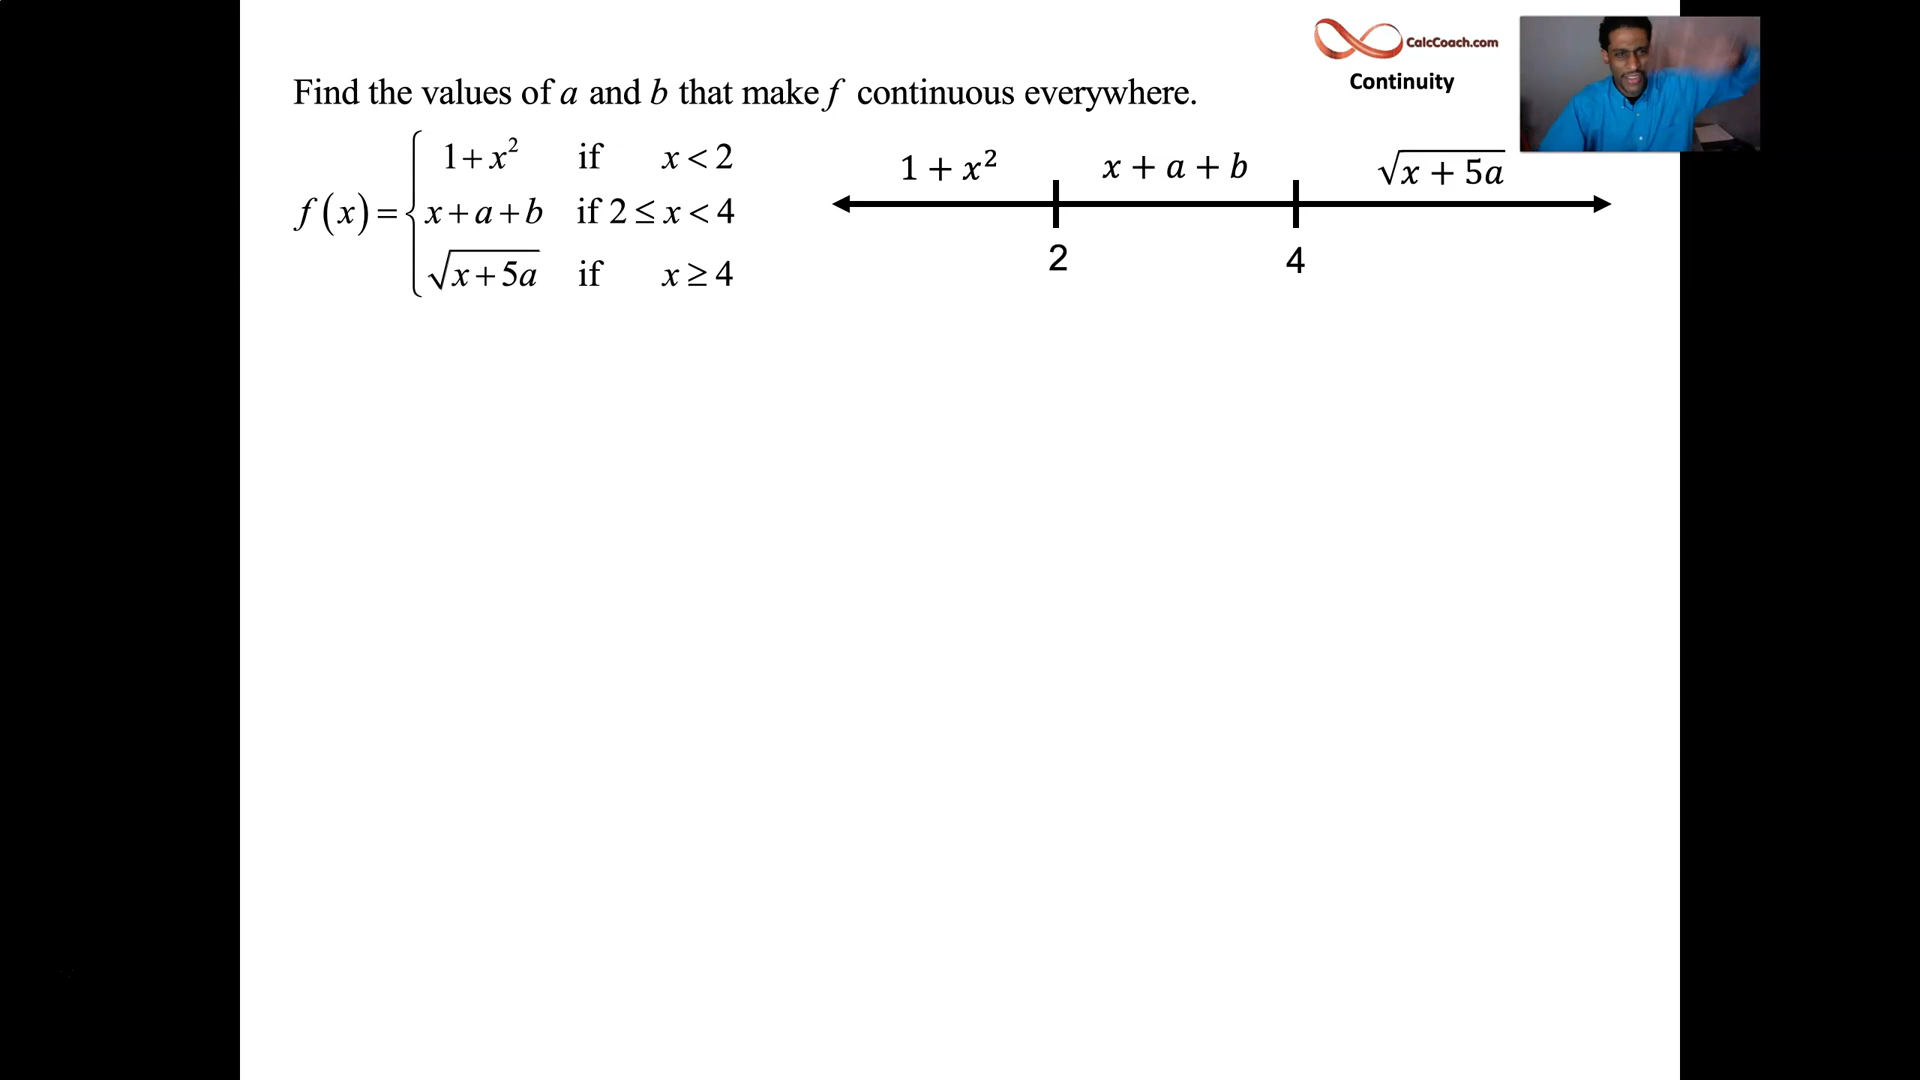 CalcCoach.com
Continuity
Find the values of a and b that make f continuous everywhere.
f(x) = { 1+x² if x<2
x+a+b if 2≤x<4
√(x+5a) if x≥4
1 + x² x + a + b √(x + 5a)
2 4